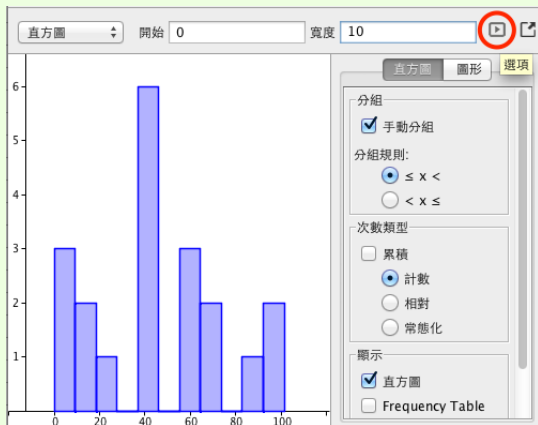 直方圖 開始 0 寬度 10
選項
直方圖 圖形
分組
手動分組
分組規則:
≤ x <
< x ≤
次數類型
累積
計數
相對
常態化
顯示
直方圖
Frequency Table
6
5
4
3
2
1
0 20 40 60 80 100